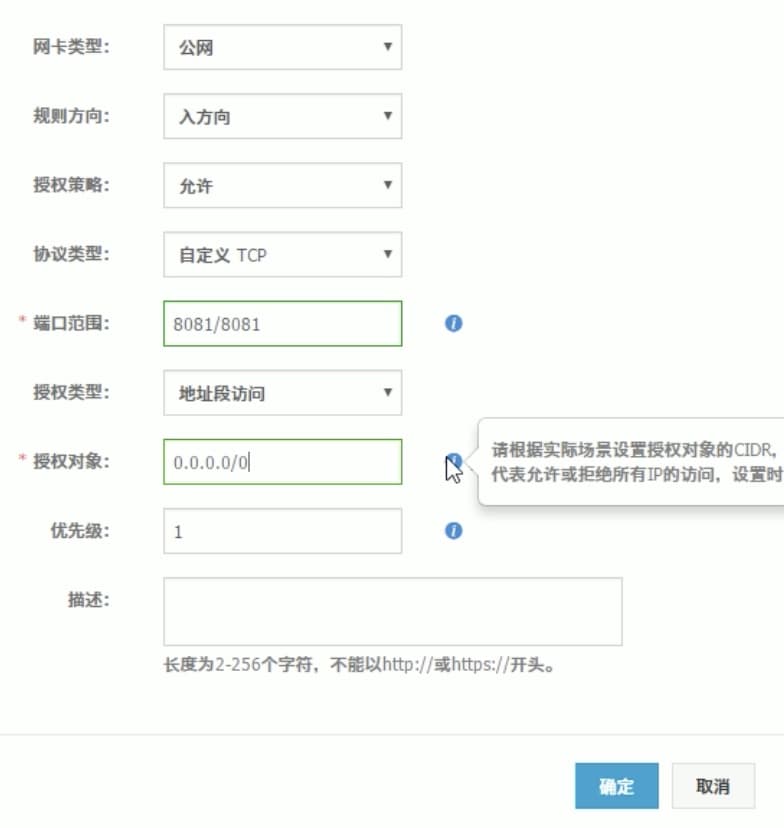 网卡类型： 公网
规则方向： 入方向
授权策略： 允许
协议类型： 自定义 TCP
* 端口范围： 8081/8081
授权类型： 地址段访问
* 授权对象： 0.0.0.0/0
请根据实际场景设置授权对象的CIDR，
代表允许或拒绝所有IP的访问，设置时
优先级： 1
描述：
长度为2-256个字符，不能以http://或https://开头。
确定 取消